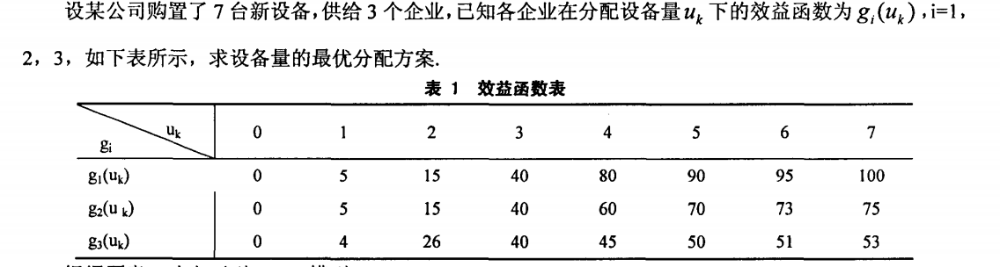 设某公司购置了 7 台新设备,供给 3 个企业,已知各企业在分配设备量 uk 下的效益函数为 gi(uk) ,i=1,
2, 3, 如下表所示, 求设备量的最优分配方案.
表 1 效益函数表
uk 0 1 2 3 4 5 6 7
gi
g1(uk) 0 5 15 40 80 90 95 100
g2(u k) 0 5 15 40 60 70 73 75
g3(uk) 0 4 26 40 45 50 51 53